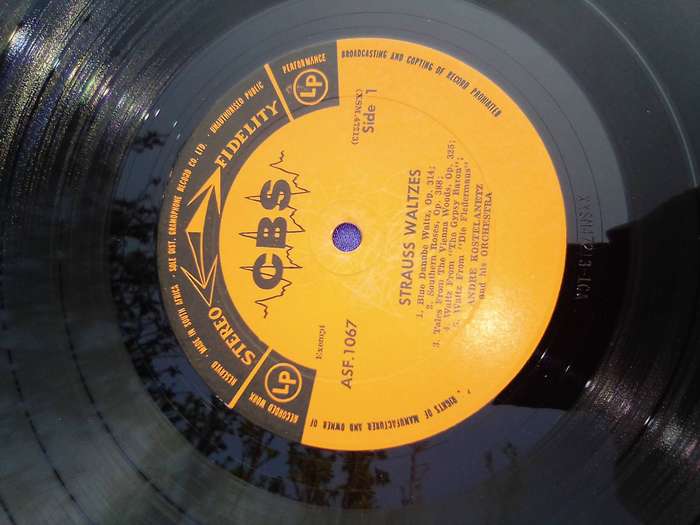 STEREO FIDELITY
CBS
LP
LP
(XSM.47213)
Side 1
Exempt
ASF.1067
STRAUSS WALTZES
1. Blue Danube Waltz, Op. 314;
2. Southern Roses, Op. 388;
3. Tales From The Vienna Woods, Op. 325;
4. Waltz From "The Gypsy Baron";
5. Waltz From "Die Fledermaus"
ANDRE KOSTELANETZ
and his ORCHESTRA
RIGHTS OF MANUFACTURER AND OWNER OF
RECORDED WORK
RESERVED · MADE IN SOUTH AFRICA · SOLE DIST. GRAMOPHONE RECORD CO. LTD. · UNAUTHORISED PUBLIC
PERFORMANCE
BROADCASTING AND COPYING OF RECORD PROHIBITED